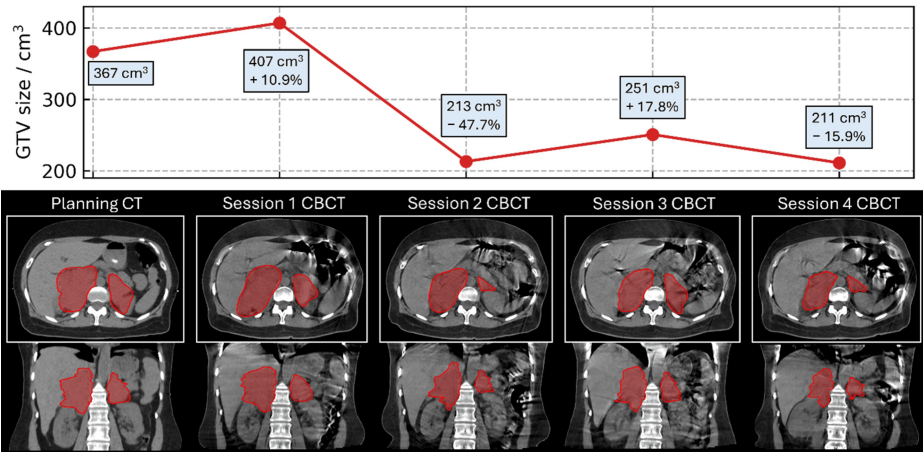 GTV size / cm³
400
300
200
367 cm³
407 cm³
+ 10.9%
213 cm³
− 47.7%
251 cm³
+ 17.8%
211 cm³
− 15.9%
Planning CT
Session 1 CBCT
Session 2 CBCT
Session 3 CBCT
Session 4 CBCT